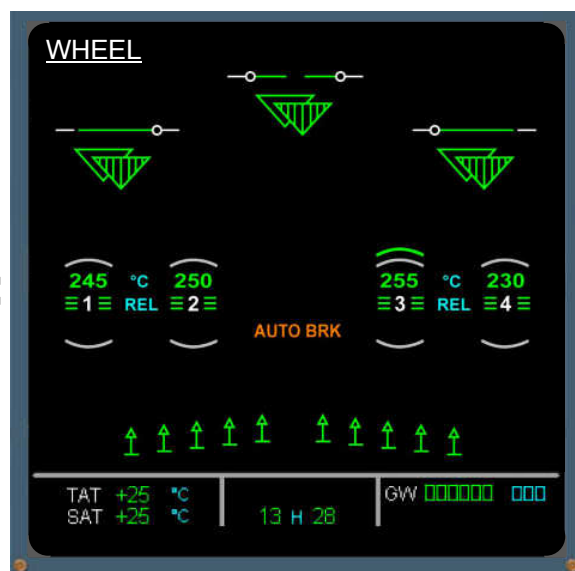 WHEEL
245 °C 250 255 °C 230
1 REL 2 3 REL 4
AUTO BRK
TAT +25 °C GW
SAT +25 °C 13 H 28